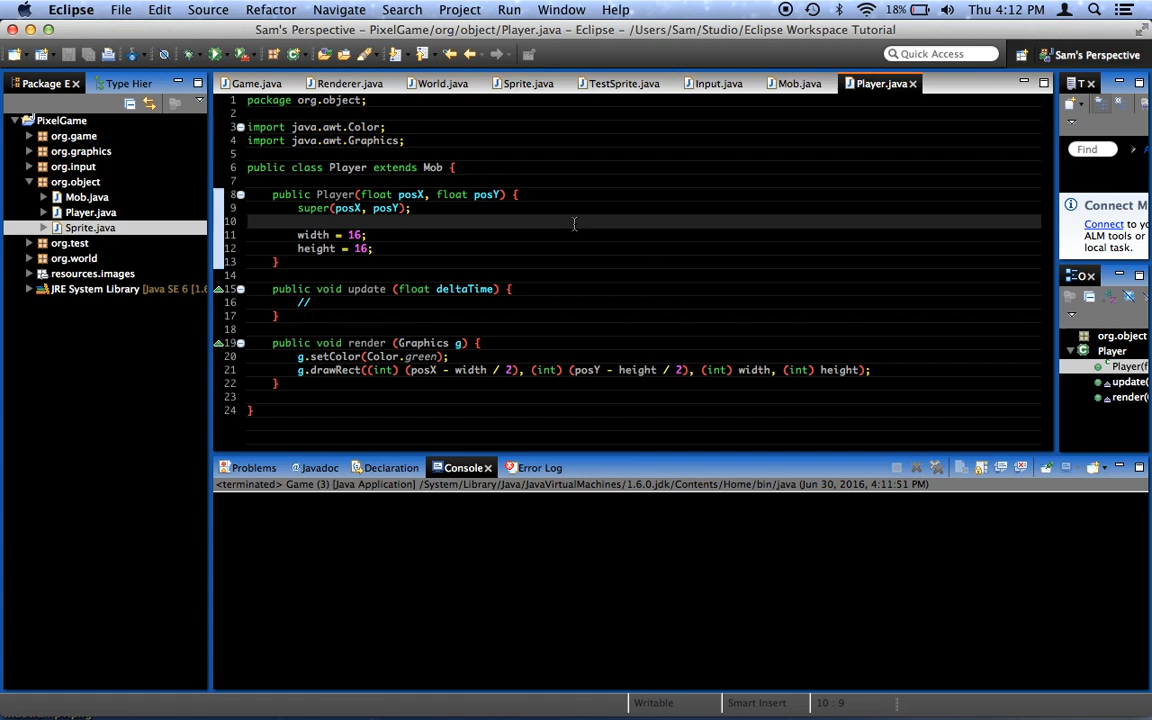 Eclipse File Edit Source Refactor Navigate Search Project Run Window Help 18% Thu 4:12 PM
Sam's Perspective - PixelGame/org/object/Player.java - Eclipse - /Users/Sam/Studio/Eclipse Workspace Tutorial
Quick Access Sam's Perspective
Package E Type Hier
Game.java Renderer.java World.java Sprite.java TestSprite.java Input.java Mob.java Player.java
PixelGame
org.game
org.graphics
org.input
org.object
Mob.java
Player.java
Sprite.java
org.test
org.world
resources.images
JRE System Library [Java SE 6 [1.6
1 package org.object;
2
3 import java.awt.Color;
4 import java.awt.Graphics;
5
6 public class Player extends Mob {
7
8 public Player(float posX, float posY) {
9 super(posX, posY);
10
11 width = 16;
12 height = 16;
13 }
14
15 public void update (float deltaTime) {
16 //
17 }
18
19 public void render (Graphics g) {
20 g.setColor(Color.green);
21 g.drawRect((int) (posX - width / 2), (int) (posY - height / 2), (int) width, (int) height);
22 }
23
24 }
T
Find A
Connect M
Connect to
ALM tools or
local task.
O
org.object
Player
Player(f
update(
render(
Problems Javadoc Declaration Console Error Log
<terminated> Game (3) [Java Application] /System/Library/Java/JavaVirtualMachines/1.6.0.jdk/Contents/Home/bin/java (Jun 30, 2016, 4:11:51 PM)
Writable Smart Insert 10 : 9